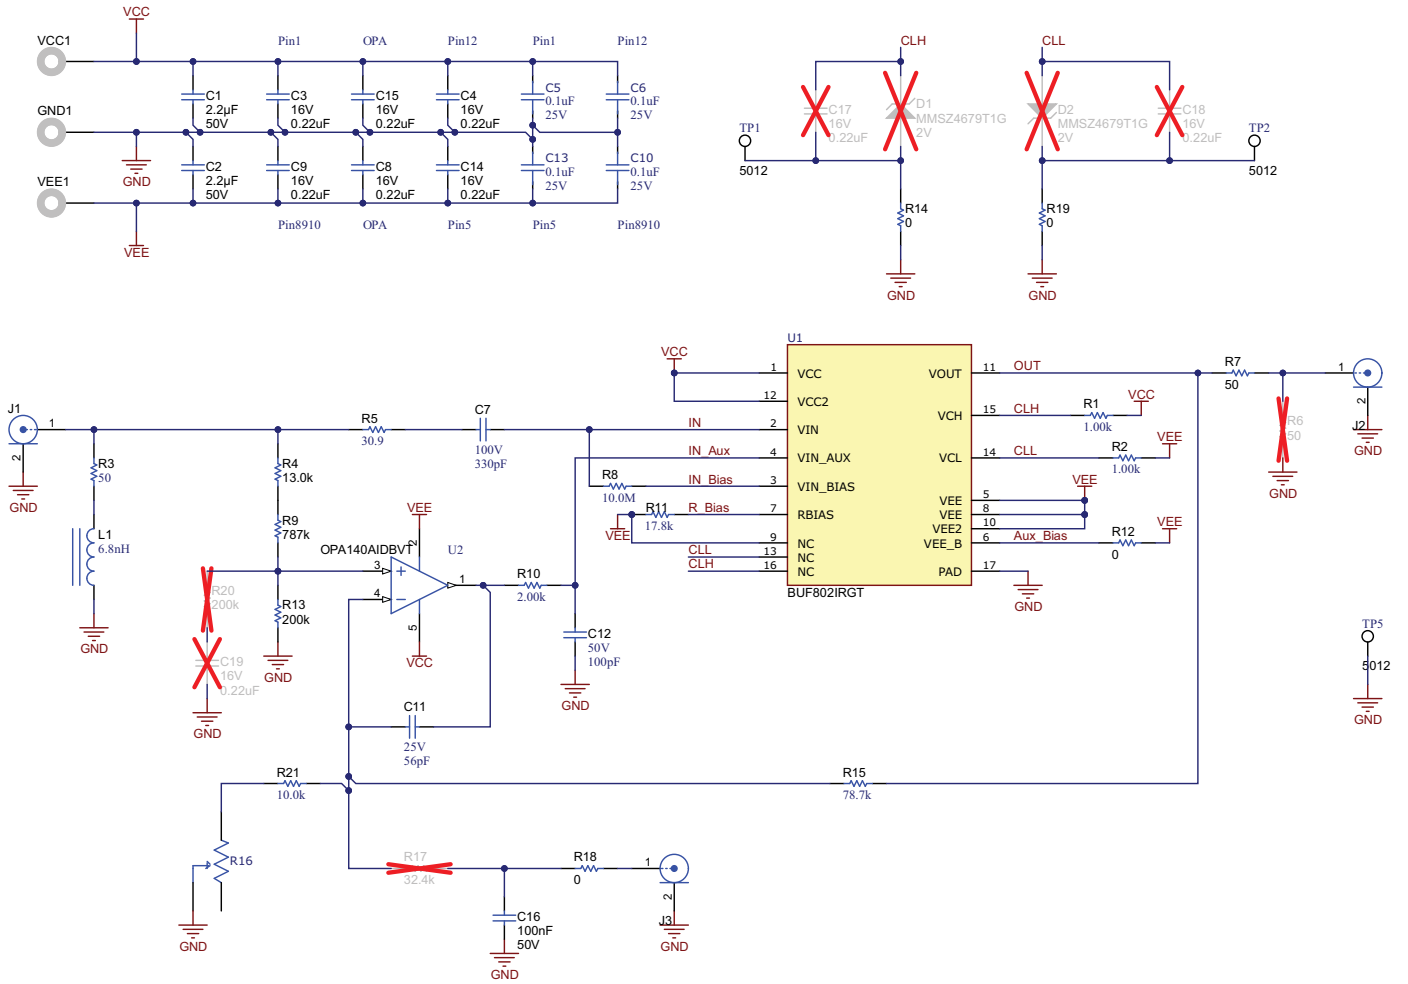 VCC
VCC1
Pin1
OPA
Pin12
Pin1
Pin12
C1
2.2µF
50V
C3
16V
0.22uF
C15
16V
0.22uF
C4
16V
0.22uF
C5
0.1uF
25V
C6
0.1uF
25V
GND1
GND
C2
2.2µF
50V
C9
16V
0.22uF
C8
16V
0.22uF
C14
16V
0.22uF
C13
0.1uF
25V
C10
0.1uF
25V
VEE1
VEE
Pin8910
OPA
Pin5
Pin5
Pin8910
CLH
C17
16V
0.22uF
D1
MMSZ4679T1G
2V
TP1
5012
R14
0
GND
CLL
D2
MMSZ4679T1G
2V
C18
16V
0.22uF
TP2
5012
R19
0
GND
J1
1
2
GND
R3
50
L1
6.8nH
GND
R4
13.0k
R9
787k
R13
200k
GND
R20
200k
C19
16V
0.22uF
GND
R5
30.9
C7
100V
330pF
OPA140AIDBVT
U2
VEE
2
3
4
1
5
VCC
R10
2.00k
C12
50V
100pF
GND
C11
25V
56pF
U1
VCC
1
VCC
12
VCC2
IN
2
VIN
IN_Aux
4
VIN_AUX
R8
10.0M
IN_Bias
3
VIN_BIAS
VEE
R11
17.8k
R_Bias
7
RBIAS
9
NC
CLL
13
NC
CLH
16
NC
BUF802IRGT
VOUT
11
OUT
VCH
15
CLH
R1
1.00k
VCC
VCL
14
CLL
R2
1.00k
VEE
VEE
5
VEE
VEE
8
VEE2
10
VEE_B
6
Aux_Bias
R12
0
VEE
PAD
17
GND
R7
50
R6
50
GND
1
2
J2
GND
TP5
5012
GND
R21
10.0k
R15
78.7k
R16
GND
R17
32.4k
R18
0
C16
100nF
50V
GND
1
2
J3
GND